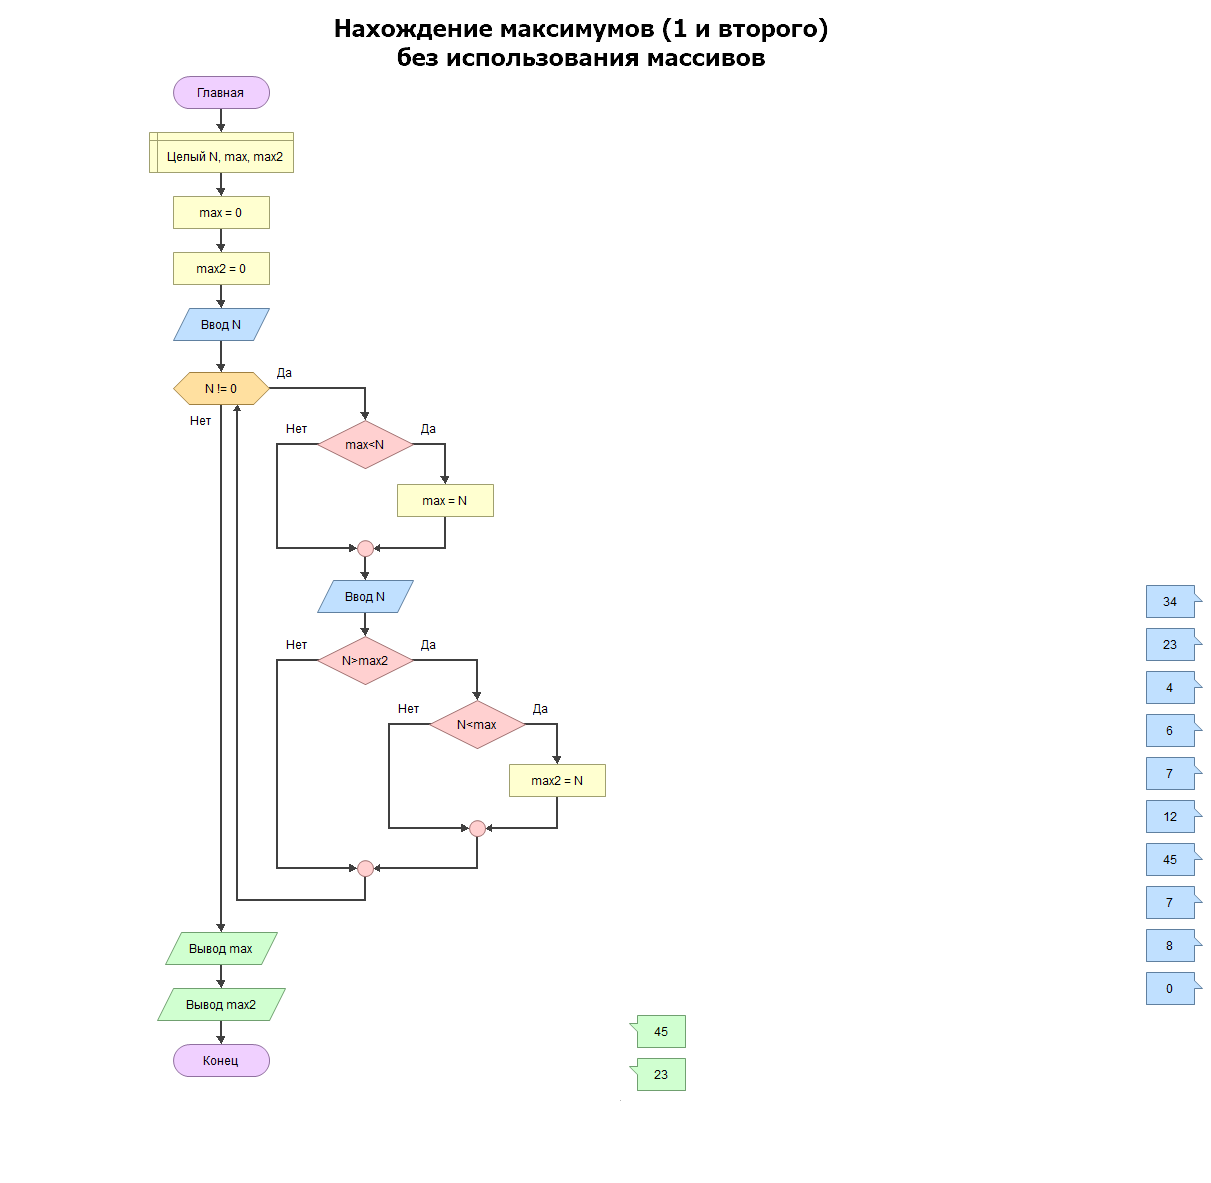 Нахождение максимумов (1 и второго)
без использования массивов
Главная
Целый N, max, max2
max = 0
max2 = 0
Ввод N
N != 0
Да
Нет
max<N
Нет
Да
max = N
Ввод N
N>max2
Нет
Да
N<max
Нет
Да
max2 = N
Вывод max
Вывод max2
Конец
34
23
4
6
7
12
45
7
8
0
45
23